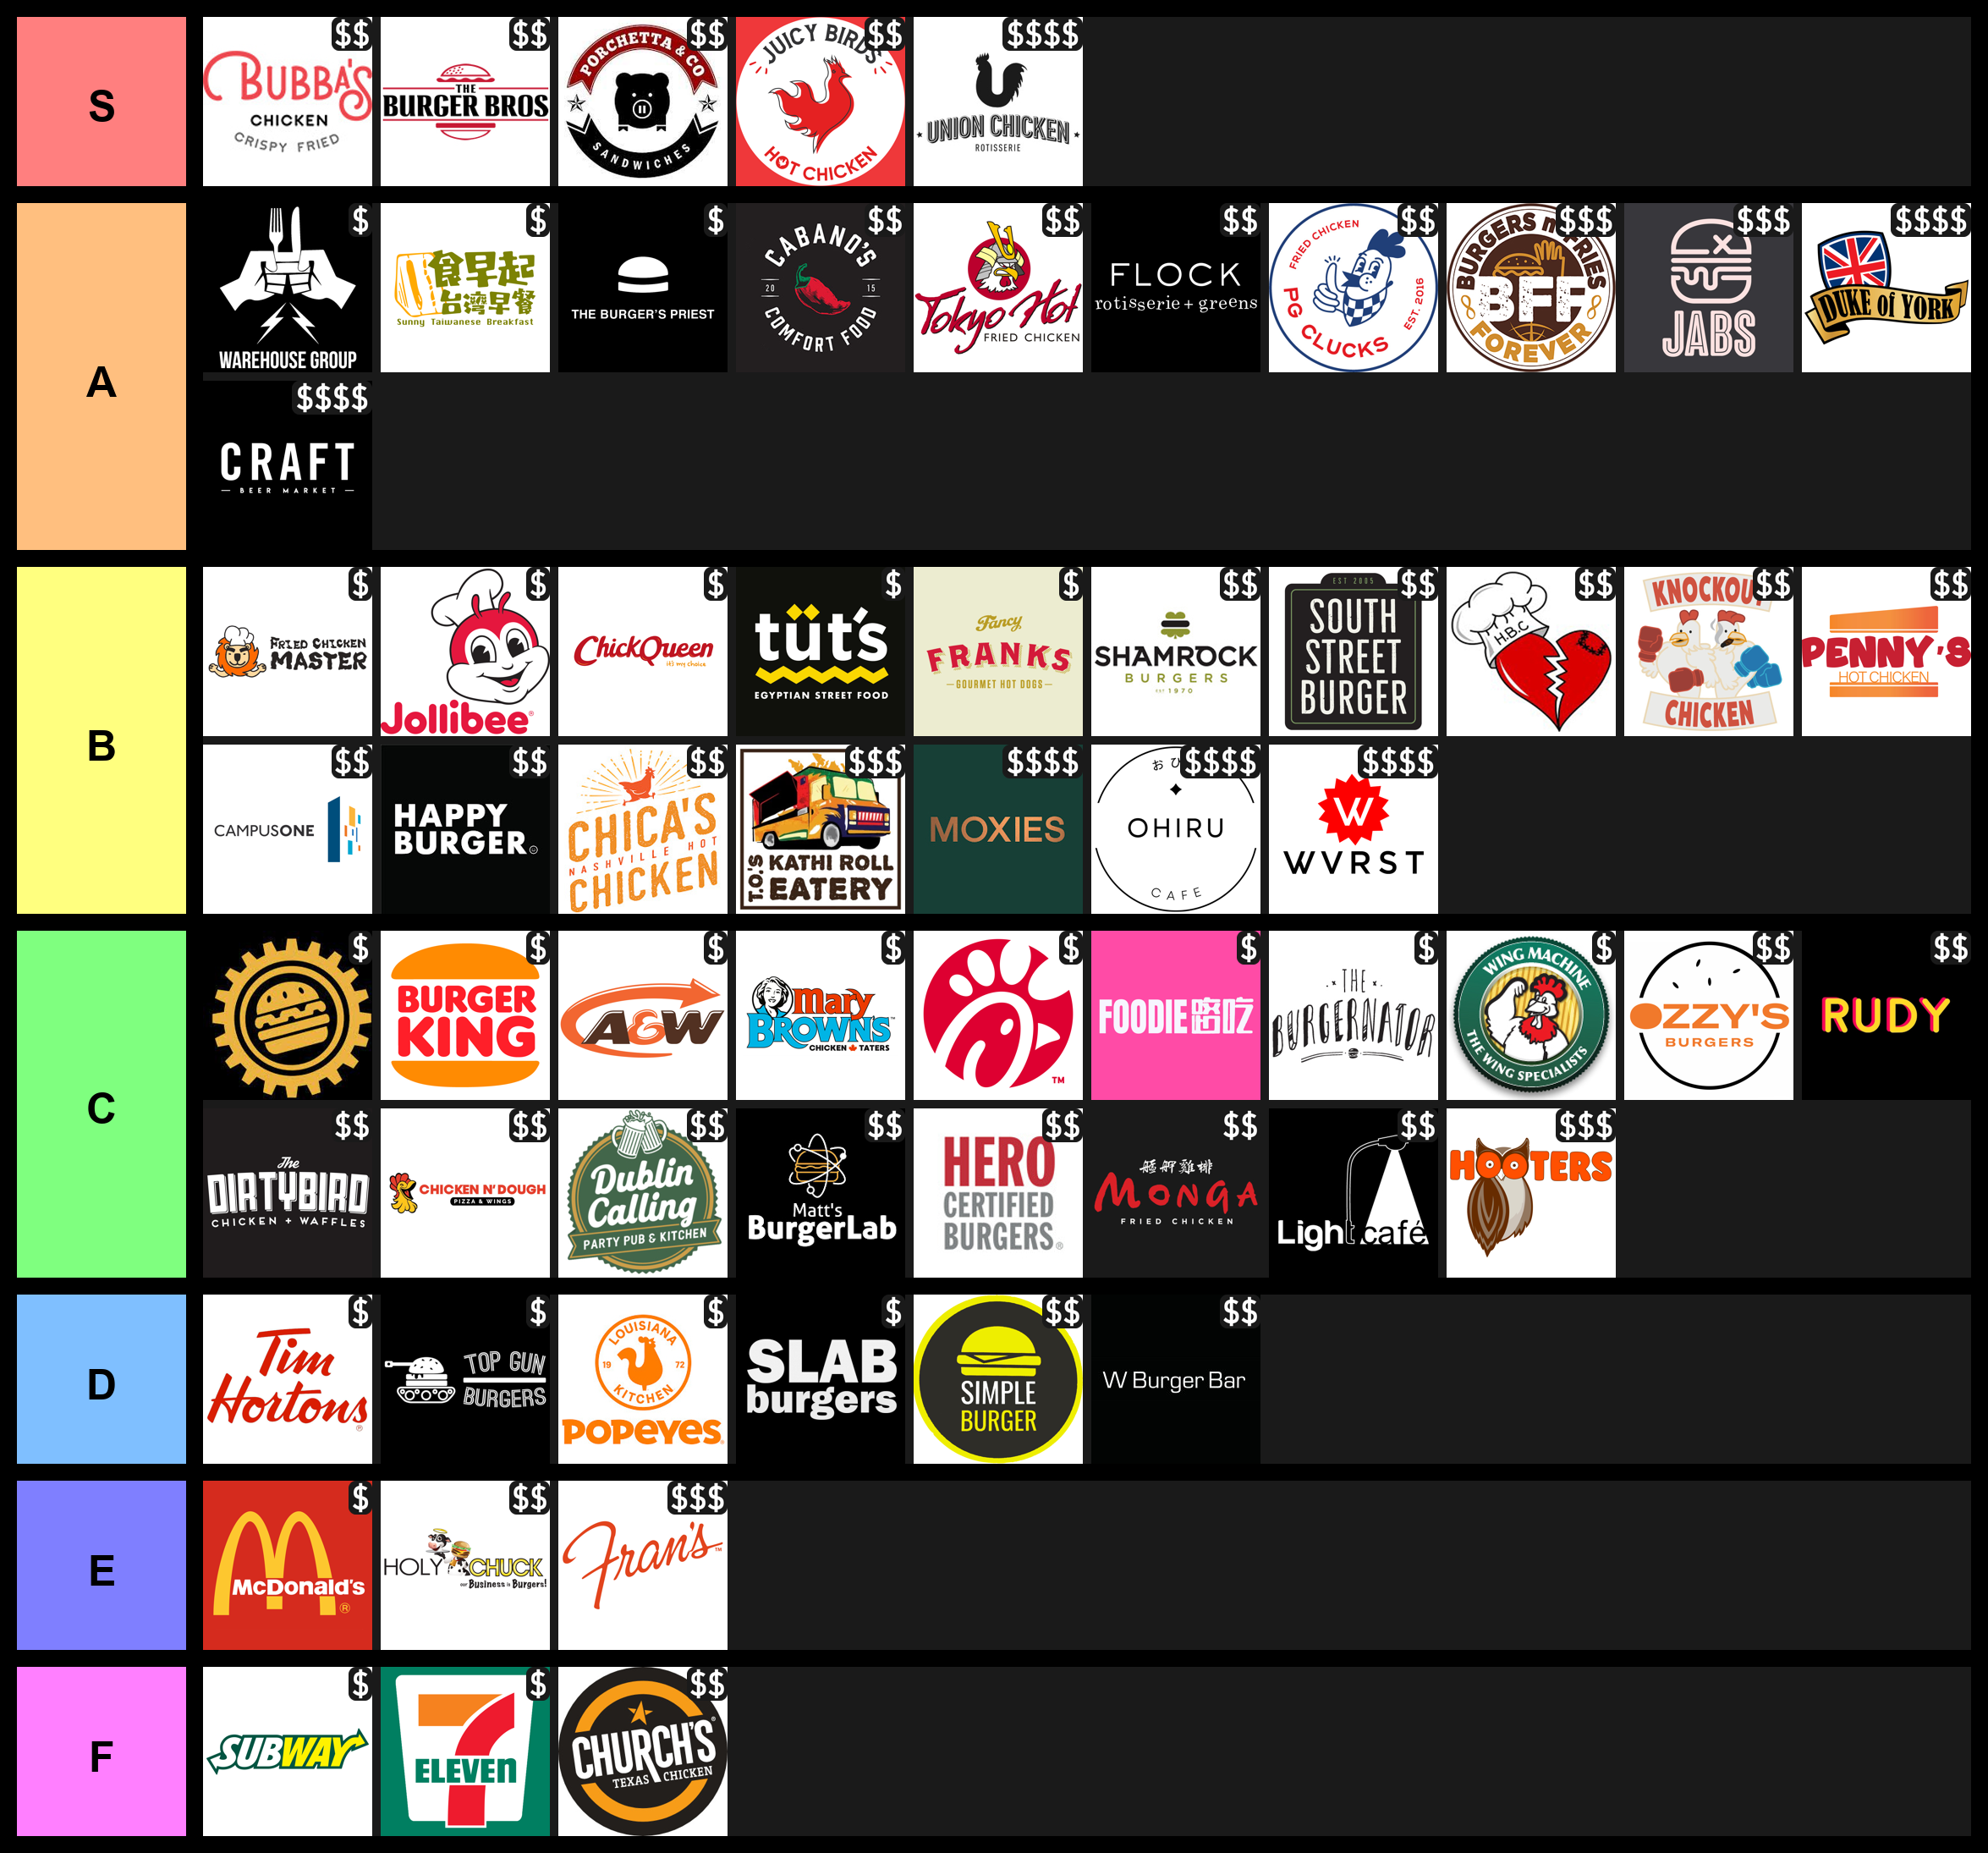 S
$$
BUBBA'S
CHICKEN
CRISPY FRIED
$$
THE
BURGER BROS
$$
PORCHETTA & CO
SANDWICHES
$$
JUICY BIRDS
HOT CHICKEN
$$$$
UNION CHICKEN
ROTISSERIE
A
$
WAREHOUSE GROUP
$
食早起
台湾早餐
Sunny Taiwanese Breakfast
$
THE BURGER'S PRIEST
$$
CABANO'S
20 15
COMFORT FOOD
$$
Tokyo Hot
FRIED CHICKEN
$$
FLOCK
rotisserie + greens
$$
FRIED CHICKEN
PG CLUCKS
EST. 2016
$$$
BURGERS n FRIES
BFF
FOREVER
$$$
JABS
$$$$
DUKE of YORK
$$$$
CRAFT
BEER MARKET
B
$
FRIED CHICKEN
MASTER
$
Jollibee
$
ChickQueen
it's my choice
$
tüt's
EGYPTIAN STREET FOOD
$
Fancy
FRANKS
GOURMET HOT DOGS
$$
SHAMROCK
BURGERS
EST 1970
$$
EST 2005
SOUTH
STREET
BURGER
$$
H.B.C
$$
KNOCKOUT
CHICKEN
$$
PENNY'S
HOT CHICKEN
$$
CAMPUSONE
$$
HAPPY
BURGER
$$
CHICA'S
NASHVILLE HOT
CHICKEN
$$$
T.O.'S
KATHI ROLL
EATERY
$$$$
MOXIES
$$$$
おひ
OHIRU
CAFE
$$$$
W
WVRST
C
$
$
BURGER
KING
$
A&W
$
mary
BROWN'S
CHICKEN TATERS
$
TM
$
FOODIE
$
THE
BURGERNATOR
$
WING MACHINE
THE WING SPECIALISTS
$$
OZZY'S
BURGERS
$$
RUDY
$$
The
DIRTYBIRD
CHICKEN + WAFFLES
$$
CHICKEN N' DOUGH
PIZZA & WINGS
$$
Dublin
Calling
PARTY PUB & KITCHEN
$$
Matt's
BurgerLab
$$
HERO
CERTIFIED
BURGERS®
$$
艋舺雞排
MONGA
FRIED CHICKEN
$$
Light café
$$$
HOOTERS
D
$
Tim
Hortons
®
$
TOP GUN
BURGERS
$
LOUISIANA
19 72
KITCHEN
POPEYES
$
SLAB
burgers
$$
SIMPLE
BURGER
$$
W Burger Bar
E
$
McDonald's
®
$$
HOLY CHUCK
our Business is Burgers!
$$$
Fran's
F
$
SUBWAY
$
7
ELEVEN
$$
CHURCH'S
TEXAS CHICKEN